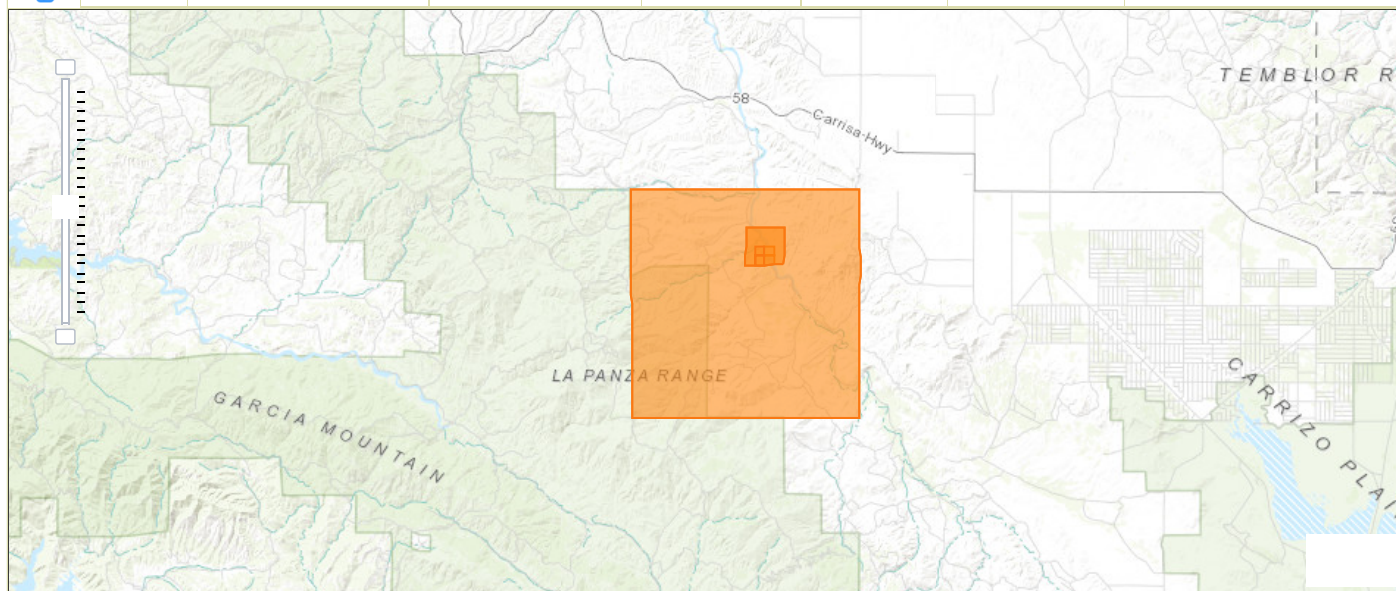 TEMBLOR R
58
Carrisa Hwy
LA PANZA RANGE
GARCIA MOUNTAIN
CARRIZO PLAI